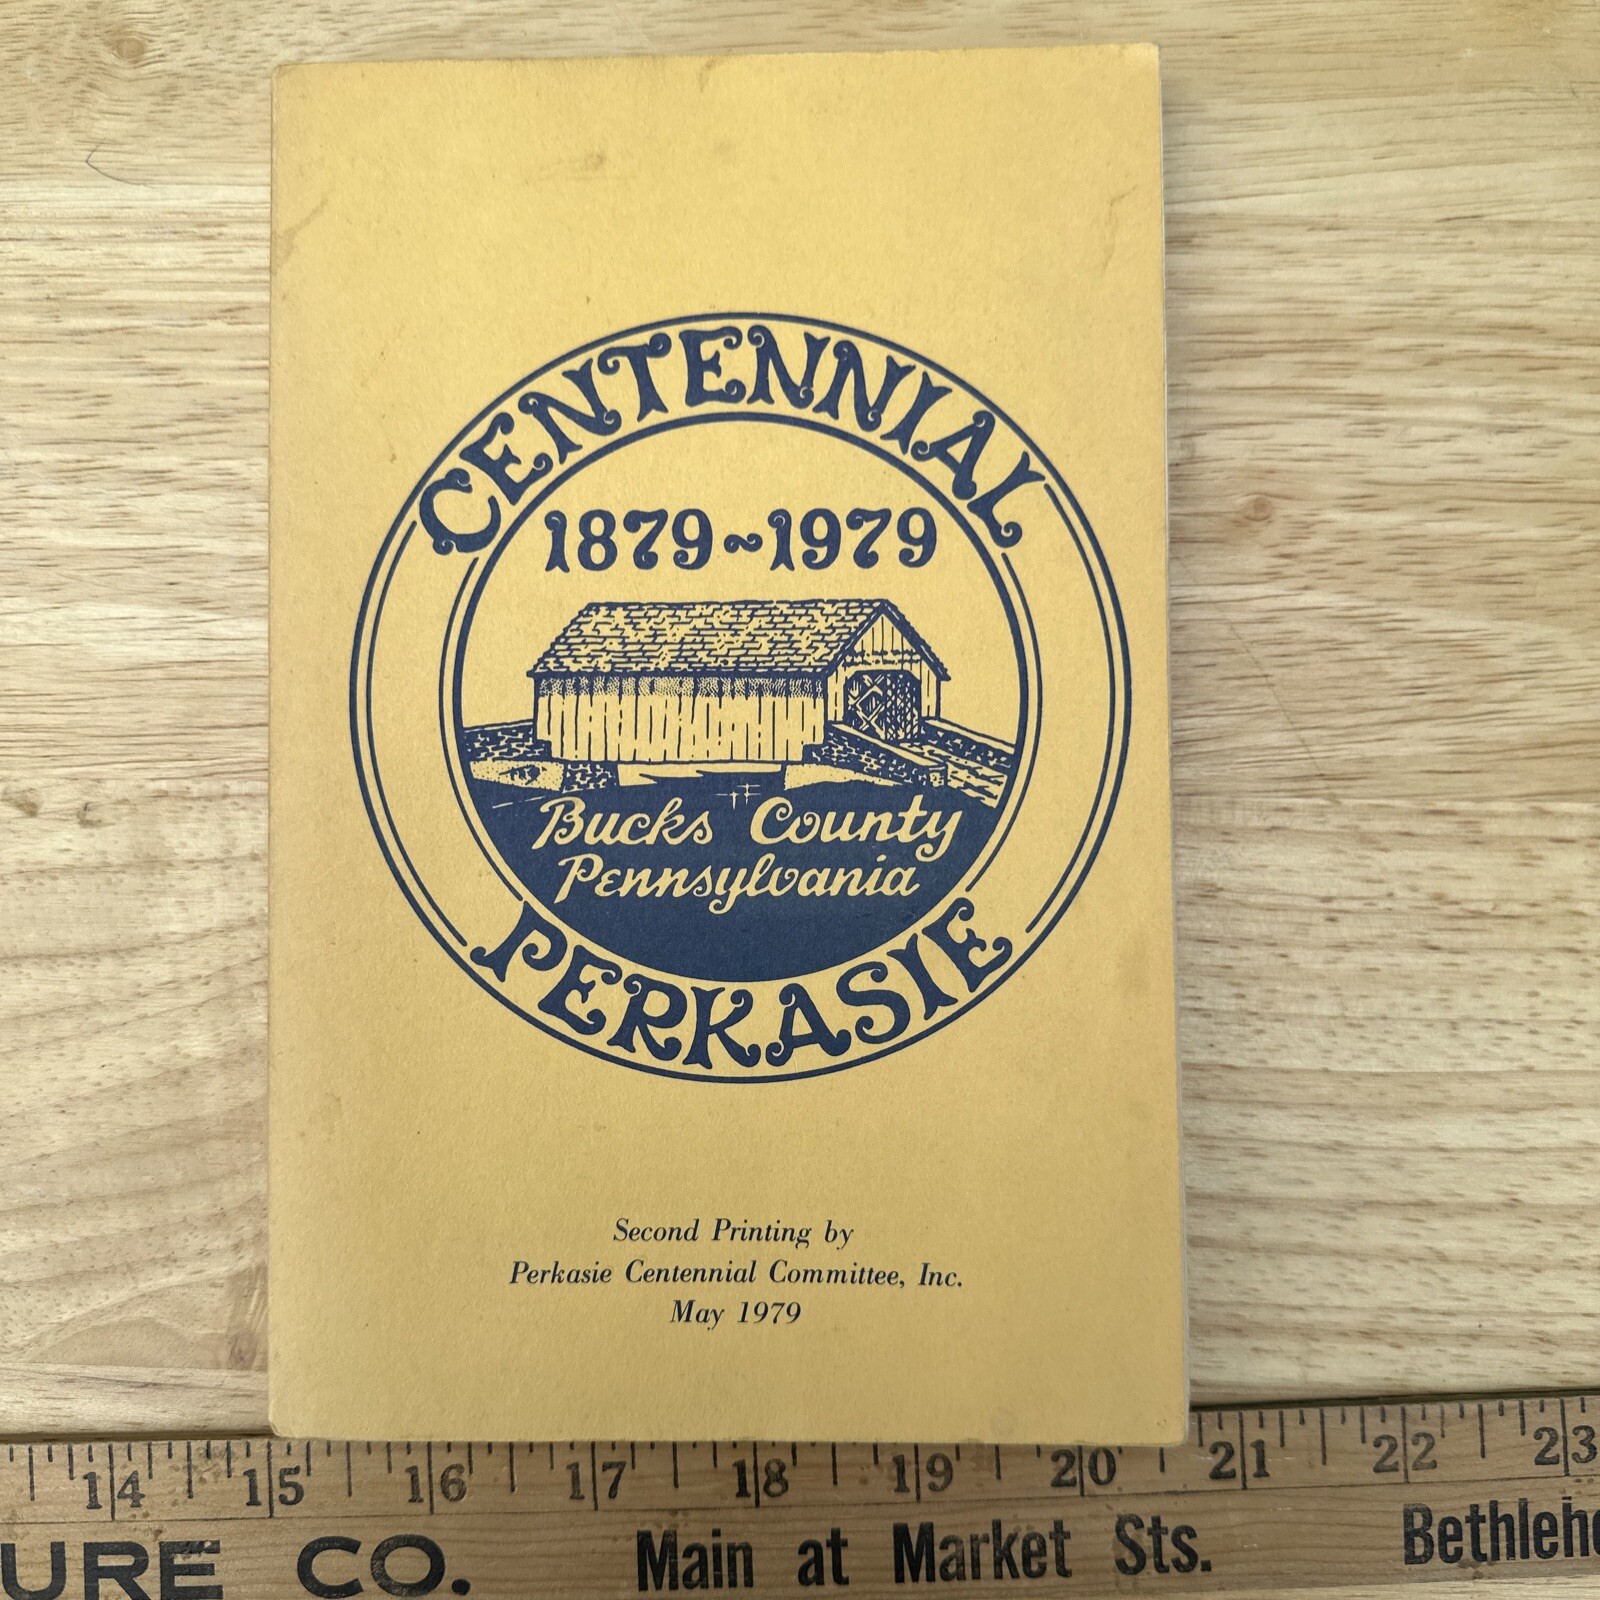 CENTENNIAL
1879~1979
Bucks County
Pennsylvania
PERKASIE
Second Printing by
Perkasie Centennial Committee, Inc.
May 1979
14 15 16 17 18 19 20 21 22 23
URE CO. Main at Market Sts. Bethlehe